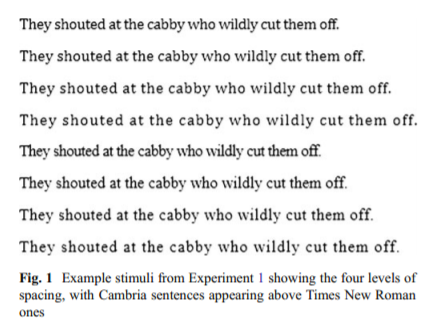 They shouted at the cabby who wildly cut them off.
They shouted at the cabby who wildly cut them off.
They shouted at the cabby who wildly cut them off.
They shouted at the cabby who wildly cut them off.
They shouted at the cabby who wildly cut them off.
They shouted at the cabby who wildly cut them off.
They shouted at the cabby who wildly cut them off.
They shouted at the cabby who wildly cut them off.
Fig. 1 Example stimuli from Experiment 1 showing the four levels of
spacing, with Cambria sentences appearing above Times New Roman
ones